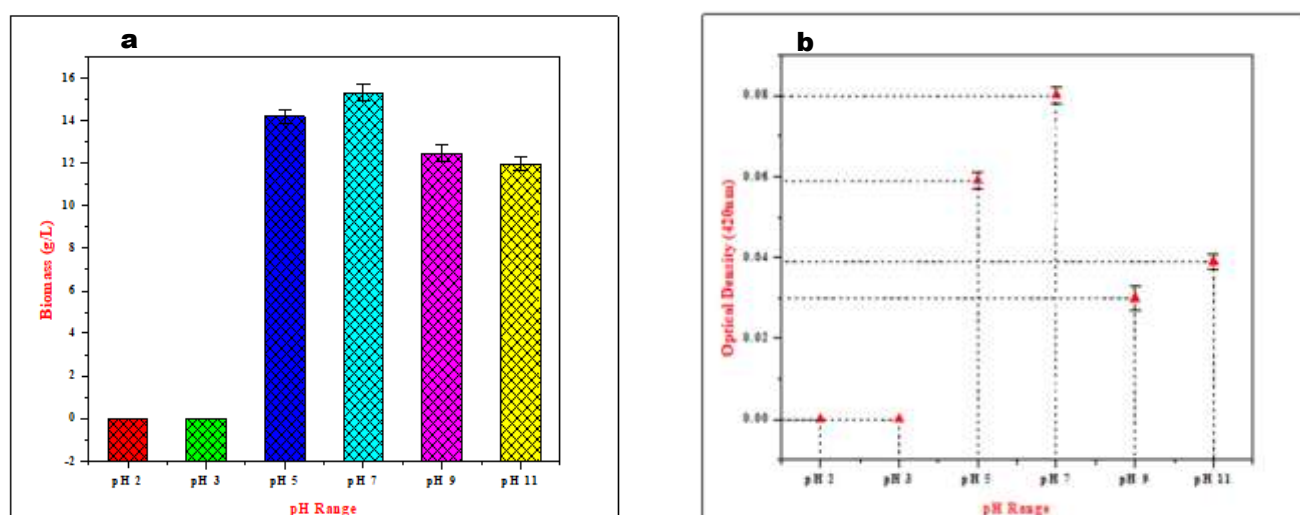 a
16
14
12
10
8
6
4
2
0
-2
Biomass (g/L)
pH 2 pH 3 pH 5 pH 7 pH 9 pH 11
pH Range
b
0.08
0.06
0.04
0.02
0.00
Optical Density (420nm)
pH 2 pH 3 pH 5 pH 7 pH 9 pH 11
pH Range